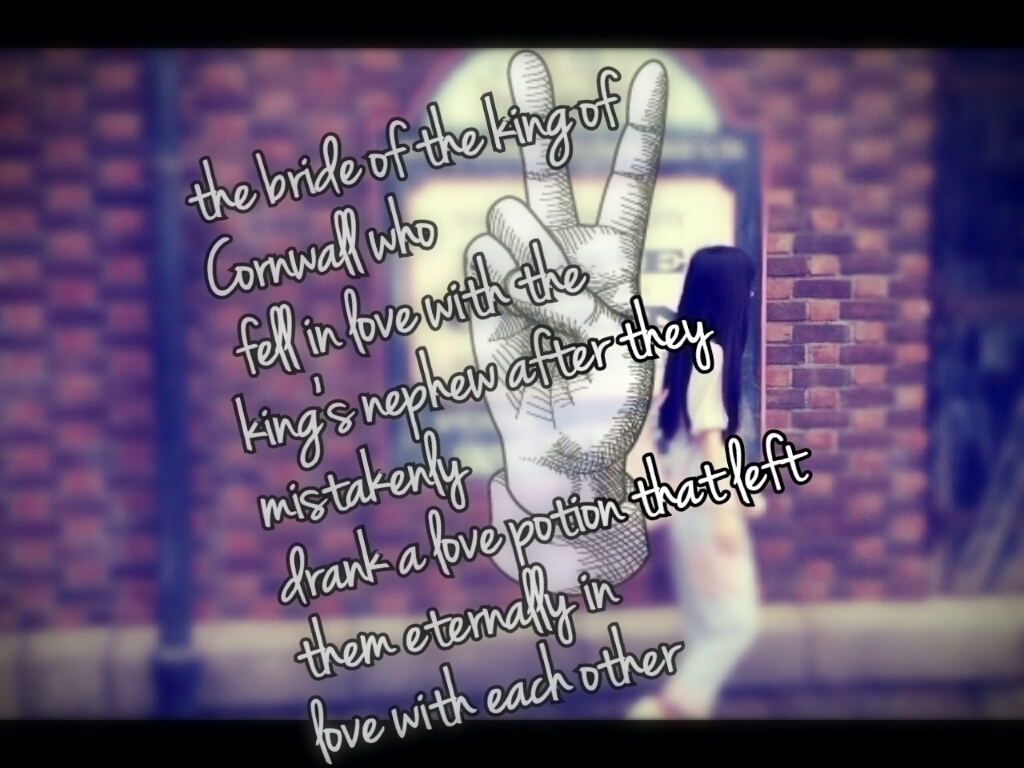 the bride of the king of
Cornwall who
fell in love with the
king's nephew after they
mistakenly
drank a love potion that left
them eternally in
love with each other